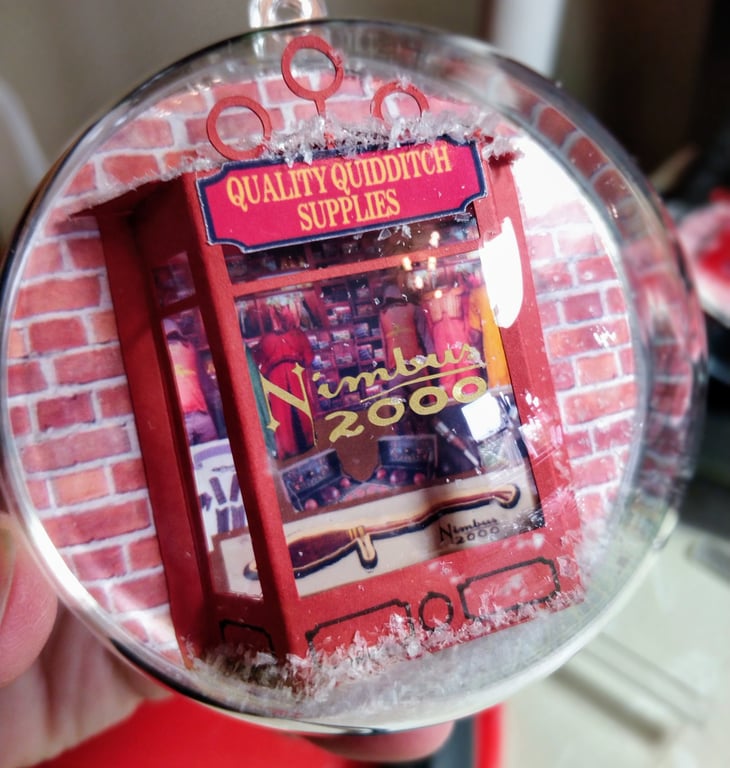 QUALITY QUIDDITCH
SUPPLIES
Nimbus
2000
Nimbus
2000